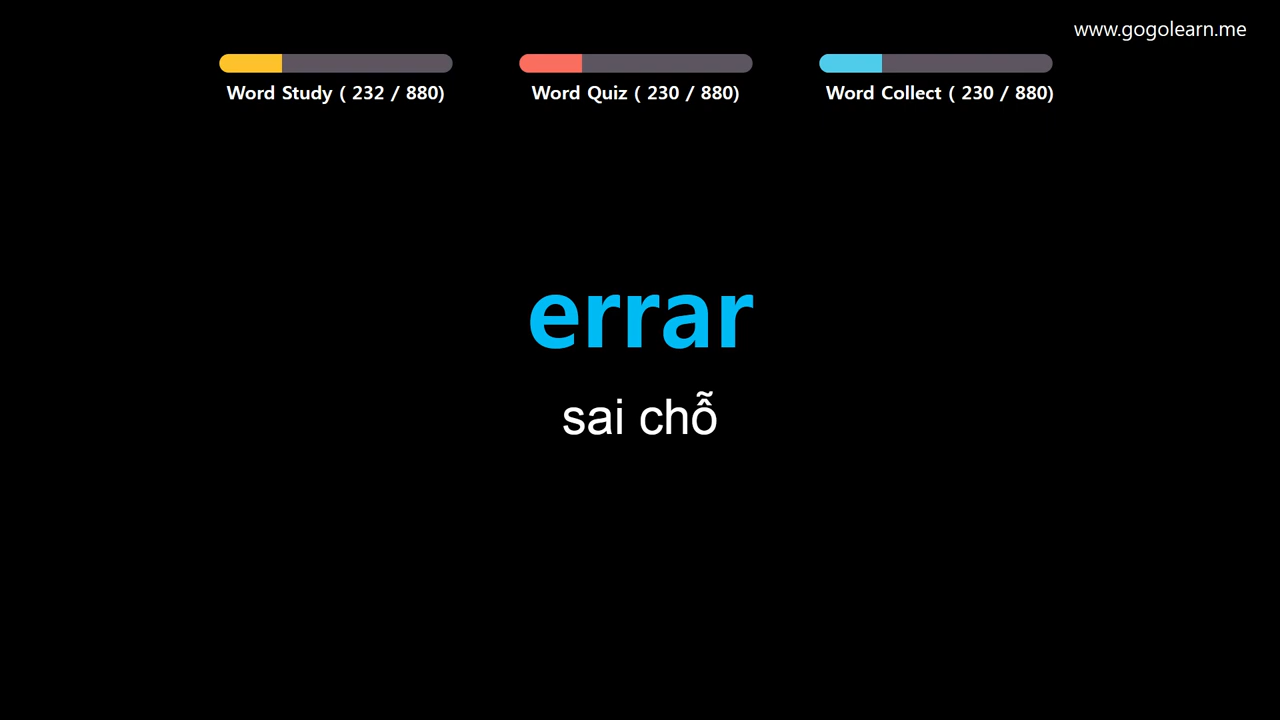 www.gogolearn.me
Word Study ( 232 / 880)
Word Quiz ( 230 / 880)
Word Collect ( 230 / 880)
errar
sai chỗ